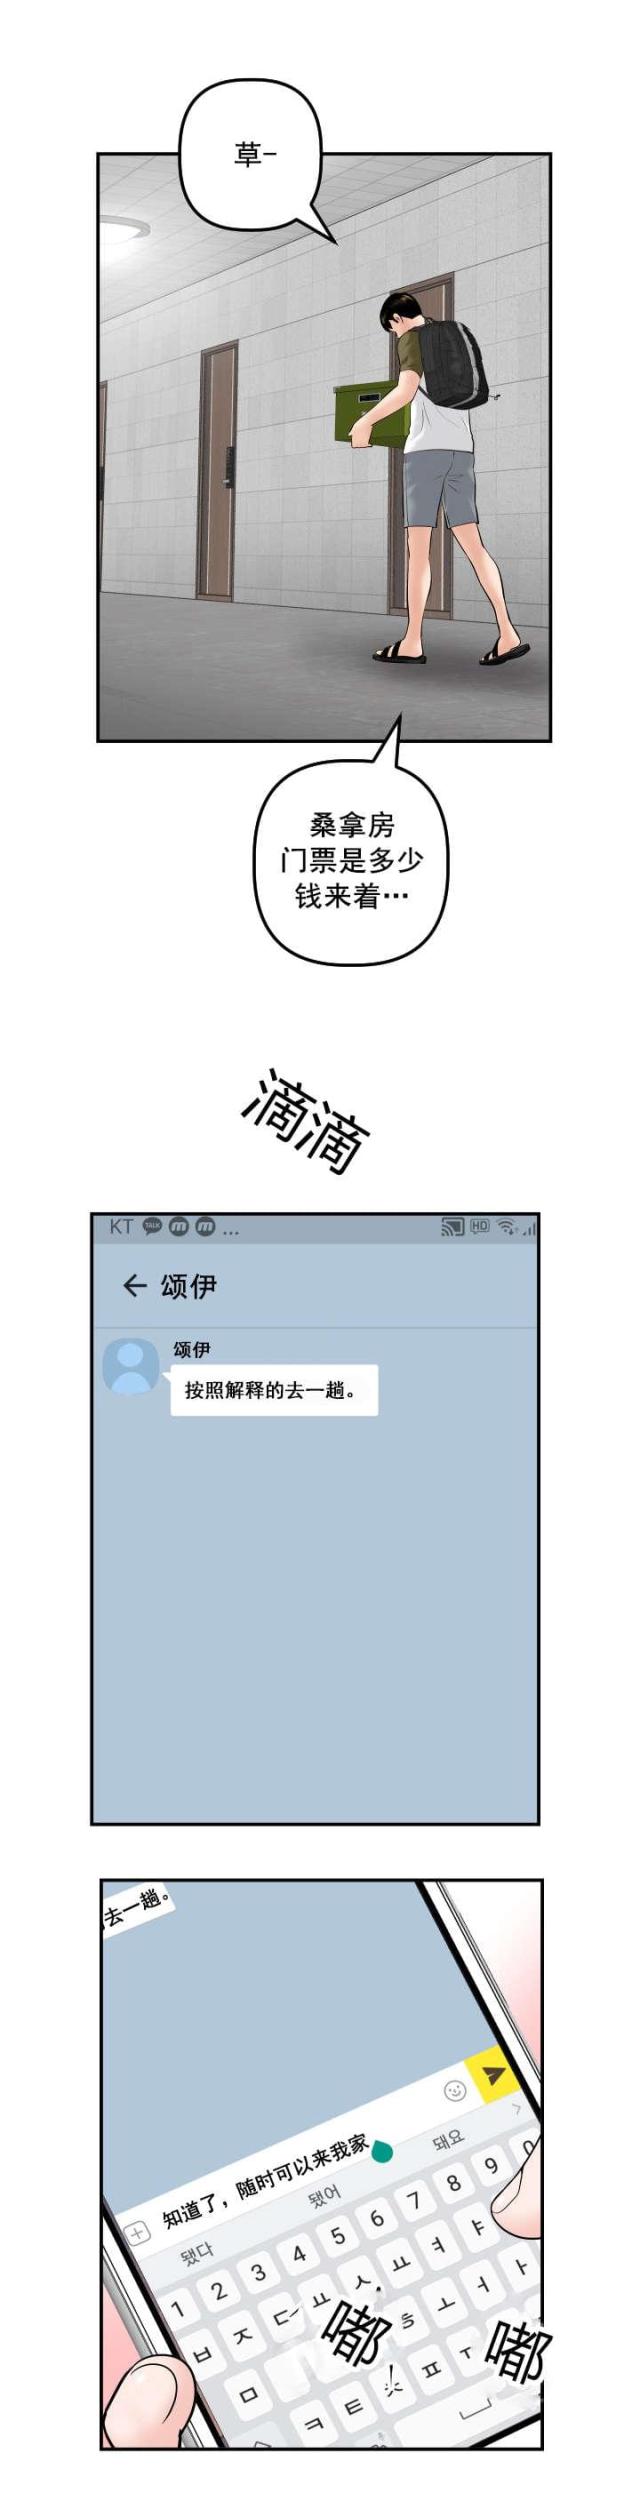 草-
桑拿房
门票是多少
钱来着…
滴滴
KT TALK m m ... HD
← 颂伊
颂伊
按照解释的去一趟。
去一趟。
知道了，随时可以来我家
됐다 됐어 돼요
1 2 3 4 5 6 7 8 9 0
ㅂ ㅈ ㄷ ㅛ ㅅ ㅛ ㅕ ㅑ
ㅁ ㅎ ㅗ ㅓ ㅏ
ㅋ ㅌ ㅊ ㅍ ㅜ
嘟 嘟